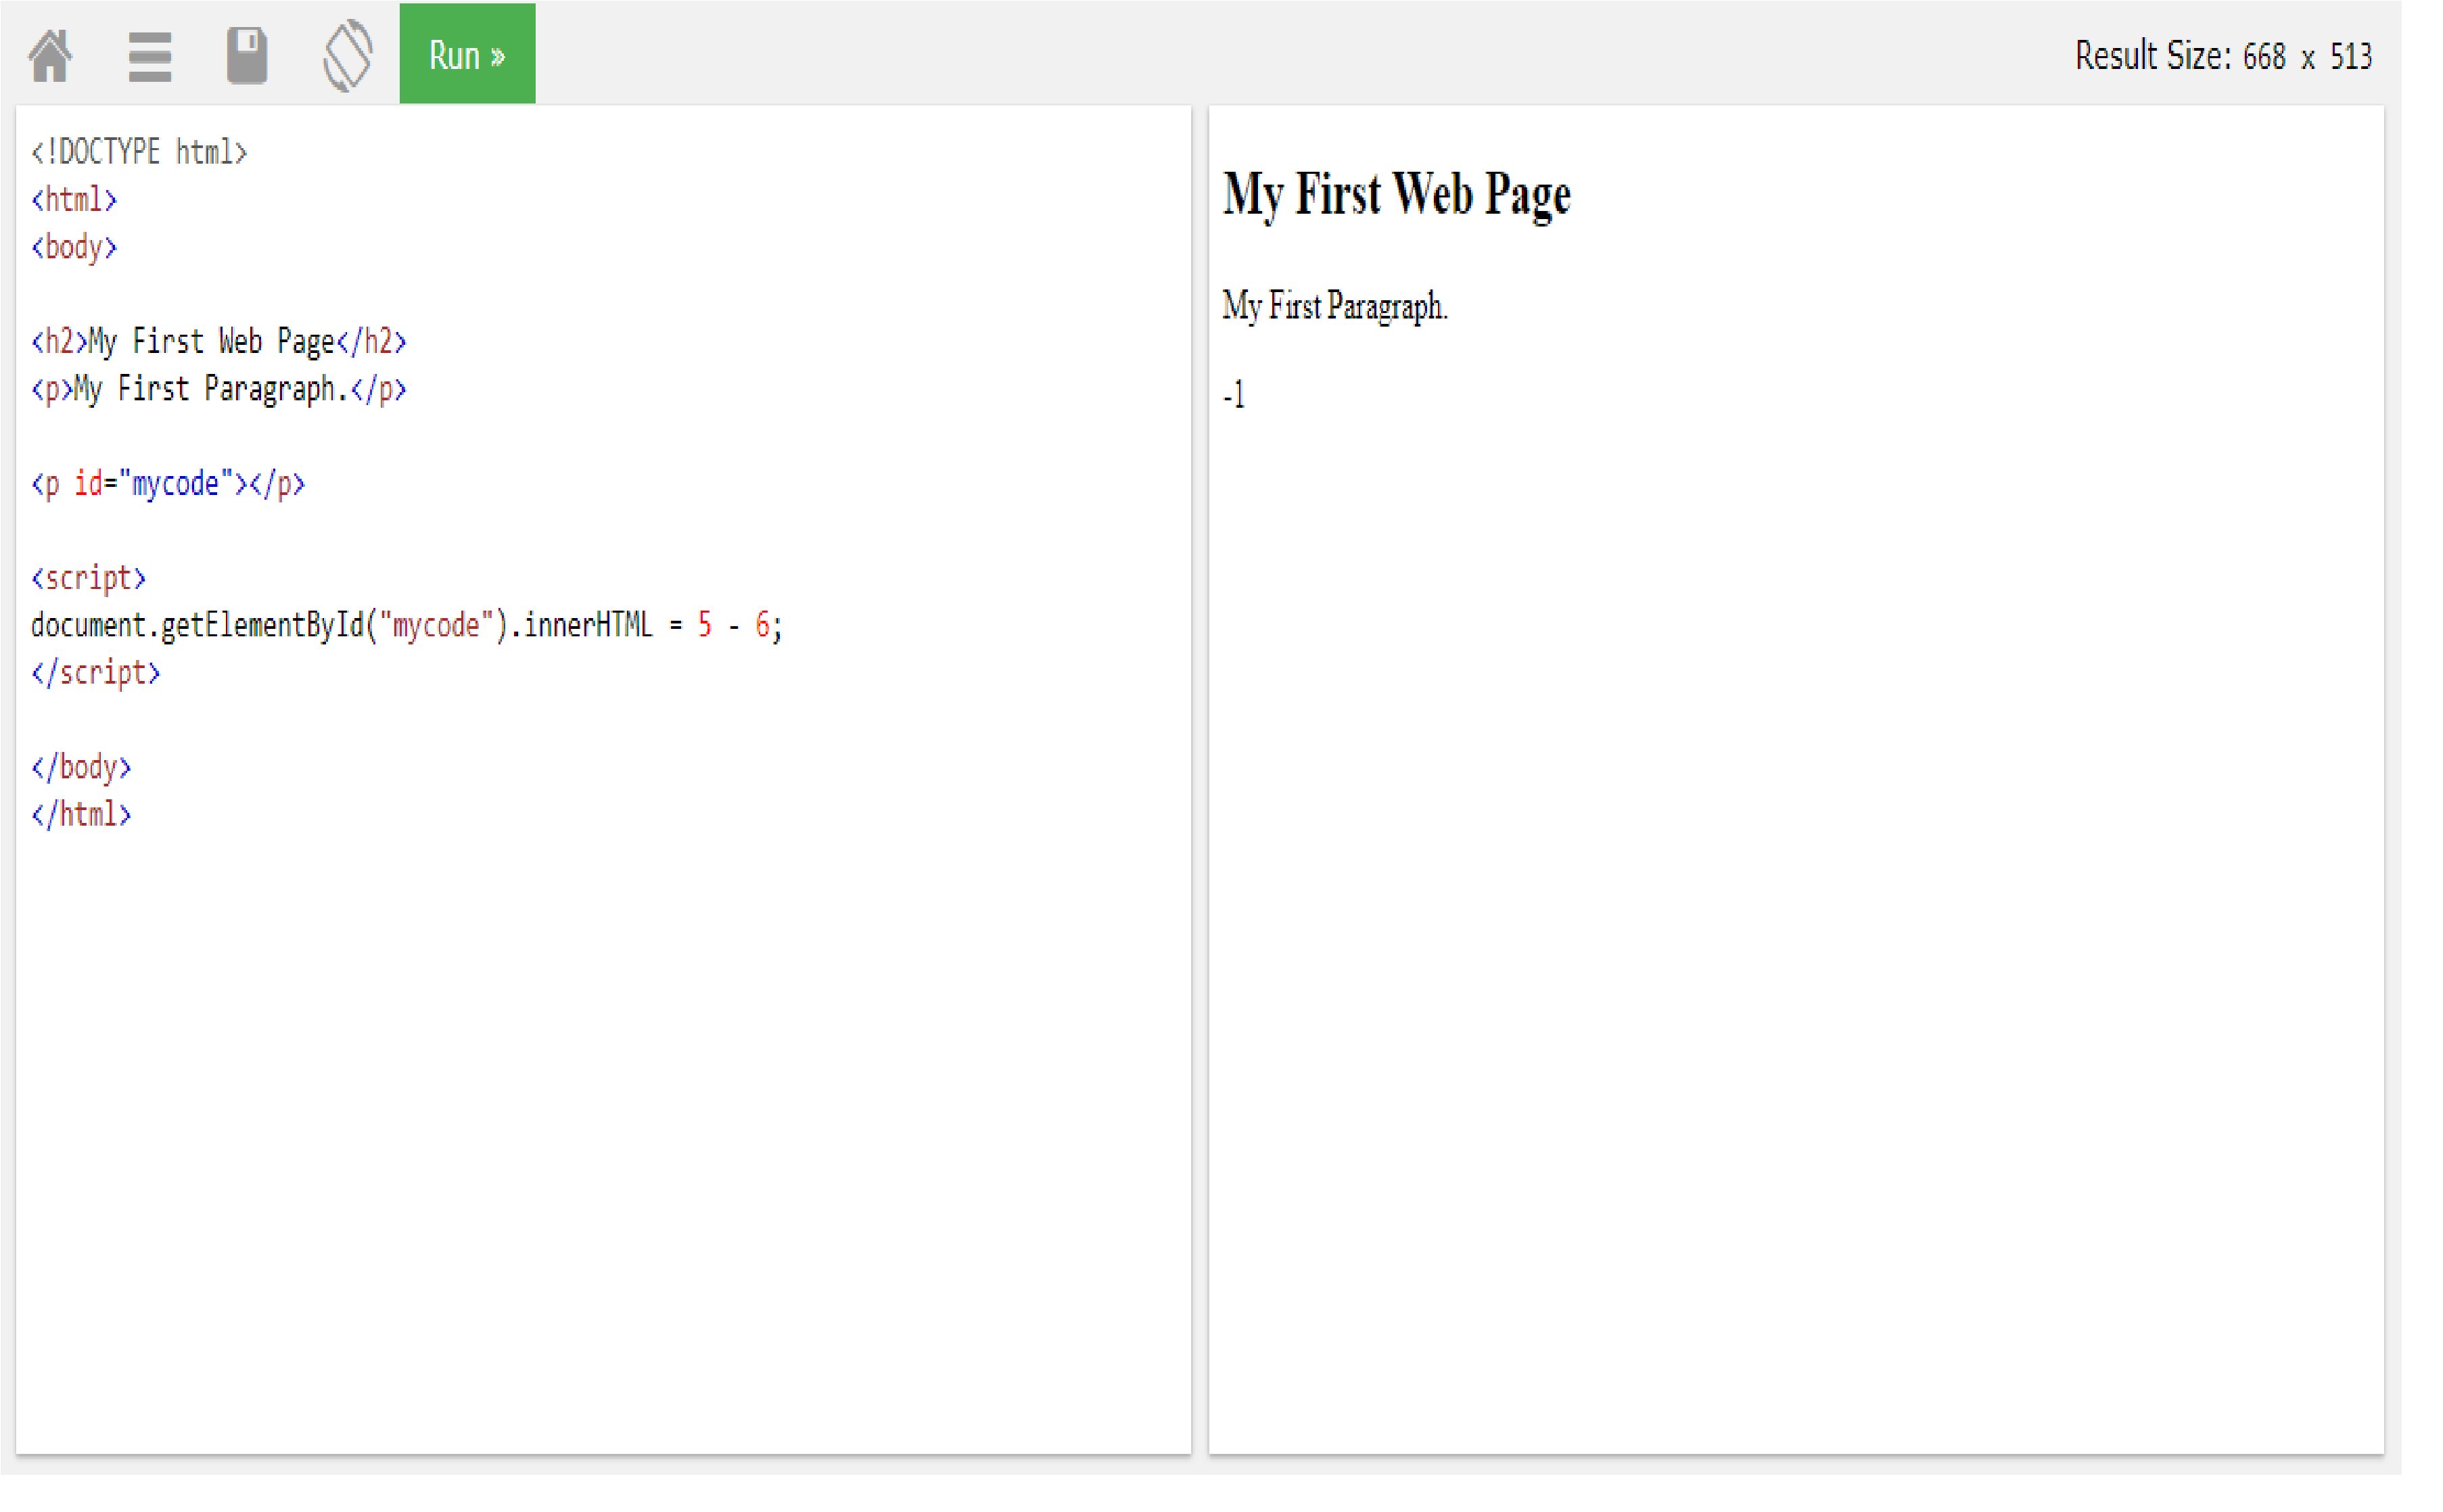 Run »
Result Size: 668 x 513
<!DOCTYPE html>
<html>
<body>
<h2>My First Web Page</h2>
<p>My First Paragraph.</p>
<p id="mycode"></p>
<script>
document.getElementById("mycode").innerHTML = 5 - 6;
</script>
</body>
</html>
My First Web Page
My First Paragraph.
-1